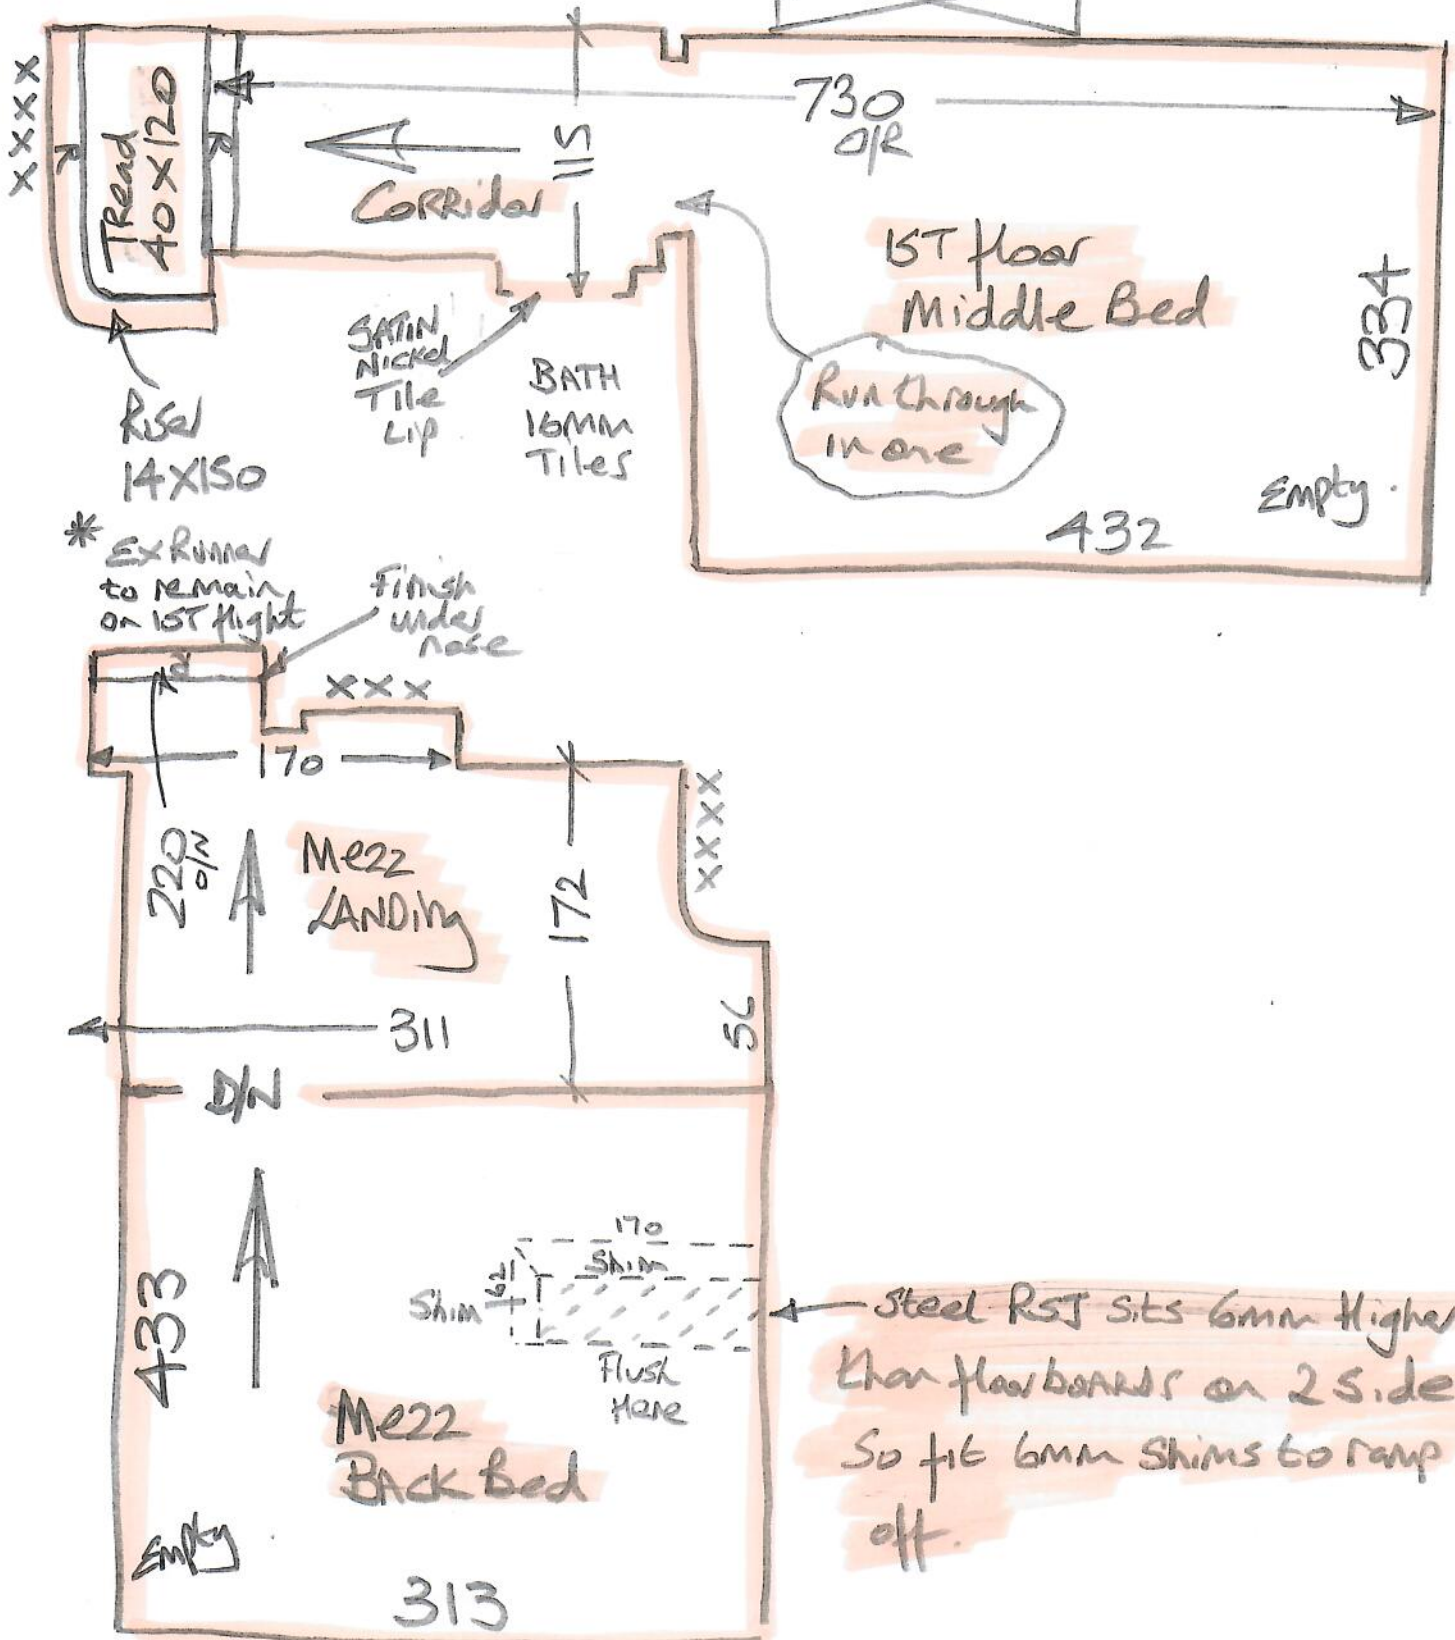 XXXX
Tread
40X120
730
O/R
115
Corridor
1ST floor
Middle Bed
334
SATIN
Nickel
Tile
Lip
BATH
16MM
Tiles
Run through
in one
Riser
14X150
Empty.
432
* Ex Runner
to remain
on 1ST flight
Finish
under
nose
XXX
170
XXXX
220
O/N
Mezz
LANDing
172
311
56
D/N
170
Shim
Shim
62
Flush
Here
433
Steel RSJ Sits 6mm Higher
than floorboards on 2 Side
So fit 6mm Shims to ramp
off.
Mezz
BACK Bed
Empty
313